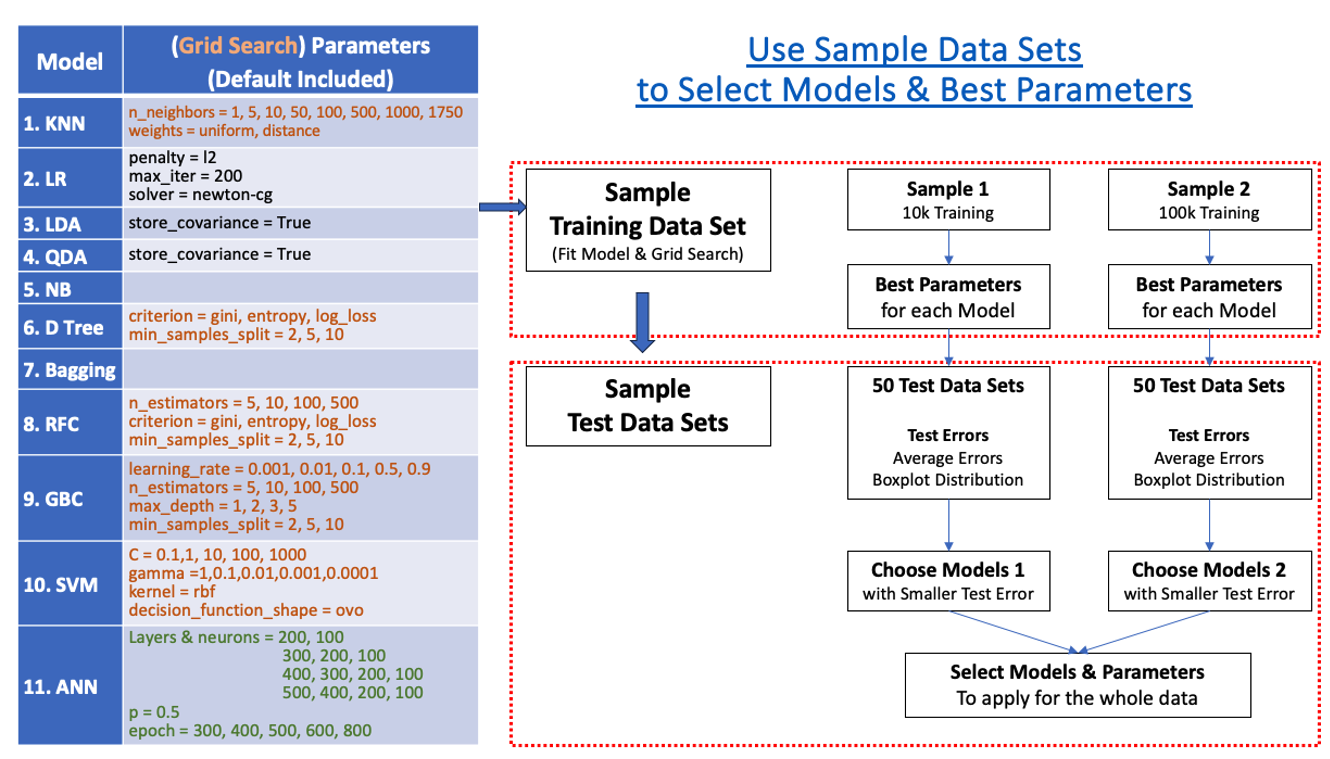 Model
(Grid Search) Parameters
(Default Included)
1. KNN
n_neighbors = 1, 5, 10, 50, 100, 500, 1000, 1750
weights = uniform, distance
2. LR
penalty = l2
max_iter = 200
solver = newton-cg
3. LDA
store_covariance = True
4. QDA
store_covariance = True
5. NB
6. D Tree
criterion = gini, entropy, log_loss
min_samples_split = 2, 5, 10
7. Bagging
8. RFC
n_estimators = 5, 10, 100, 500
criterion = gini, entropy, log_loss
min_samples_split = 2, 5, 10
9. GBC
learning_rate = 0.001, 0.01, 0.1, 0.5, 0.9
n_estimators = 5, 10, 100, 500
max_depth = 1, 2, 3, 5
min_samples_split = 2, 5, 10
10. SVM
C = 0.1,1, 10, 100, 1000
gamma =1,0.1,0.01,0.001,0.0001
kernel = rbf
decision_function_shape = ovo
11. ANN
Layers & neurons = 200, 100
300, 200, 100
400, 300, 200, 100
500, 400, 200, 100
p = 0.5
epoch = 300, 400, 500, 600, 800
Use Sample Data Sets
to Select Models & Best Parameters
Sample
Training Data Set
(Fit Model & Grid Search)
Sample 1
10k Training
Sample 2
100k Training
Best Parameters
for each Model
Best Parameters
for each Model
Sample
Test Data Sets
50 Test Data Sets
Test Errors
Average Errors
Boxplot Distribution
50 Test Data Sets
Test Errors
Average Errors
Boxplot Distribution
Choose Models 1
with Smaller Test Error
Choose Models 2
with Smaller Test Error
Select Models & Parameters
To apply for the whole data